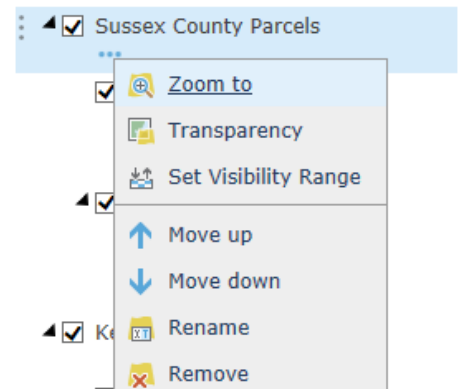 Sussex County Parcels
Zoom to
Transparency
Set Visibility Range
Move up
Move down
Rename
Remove